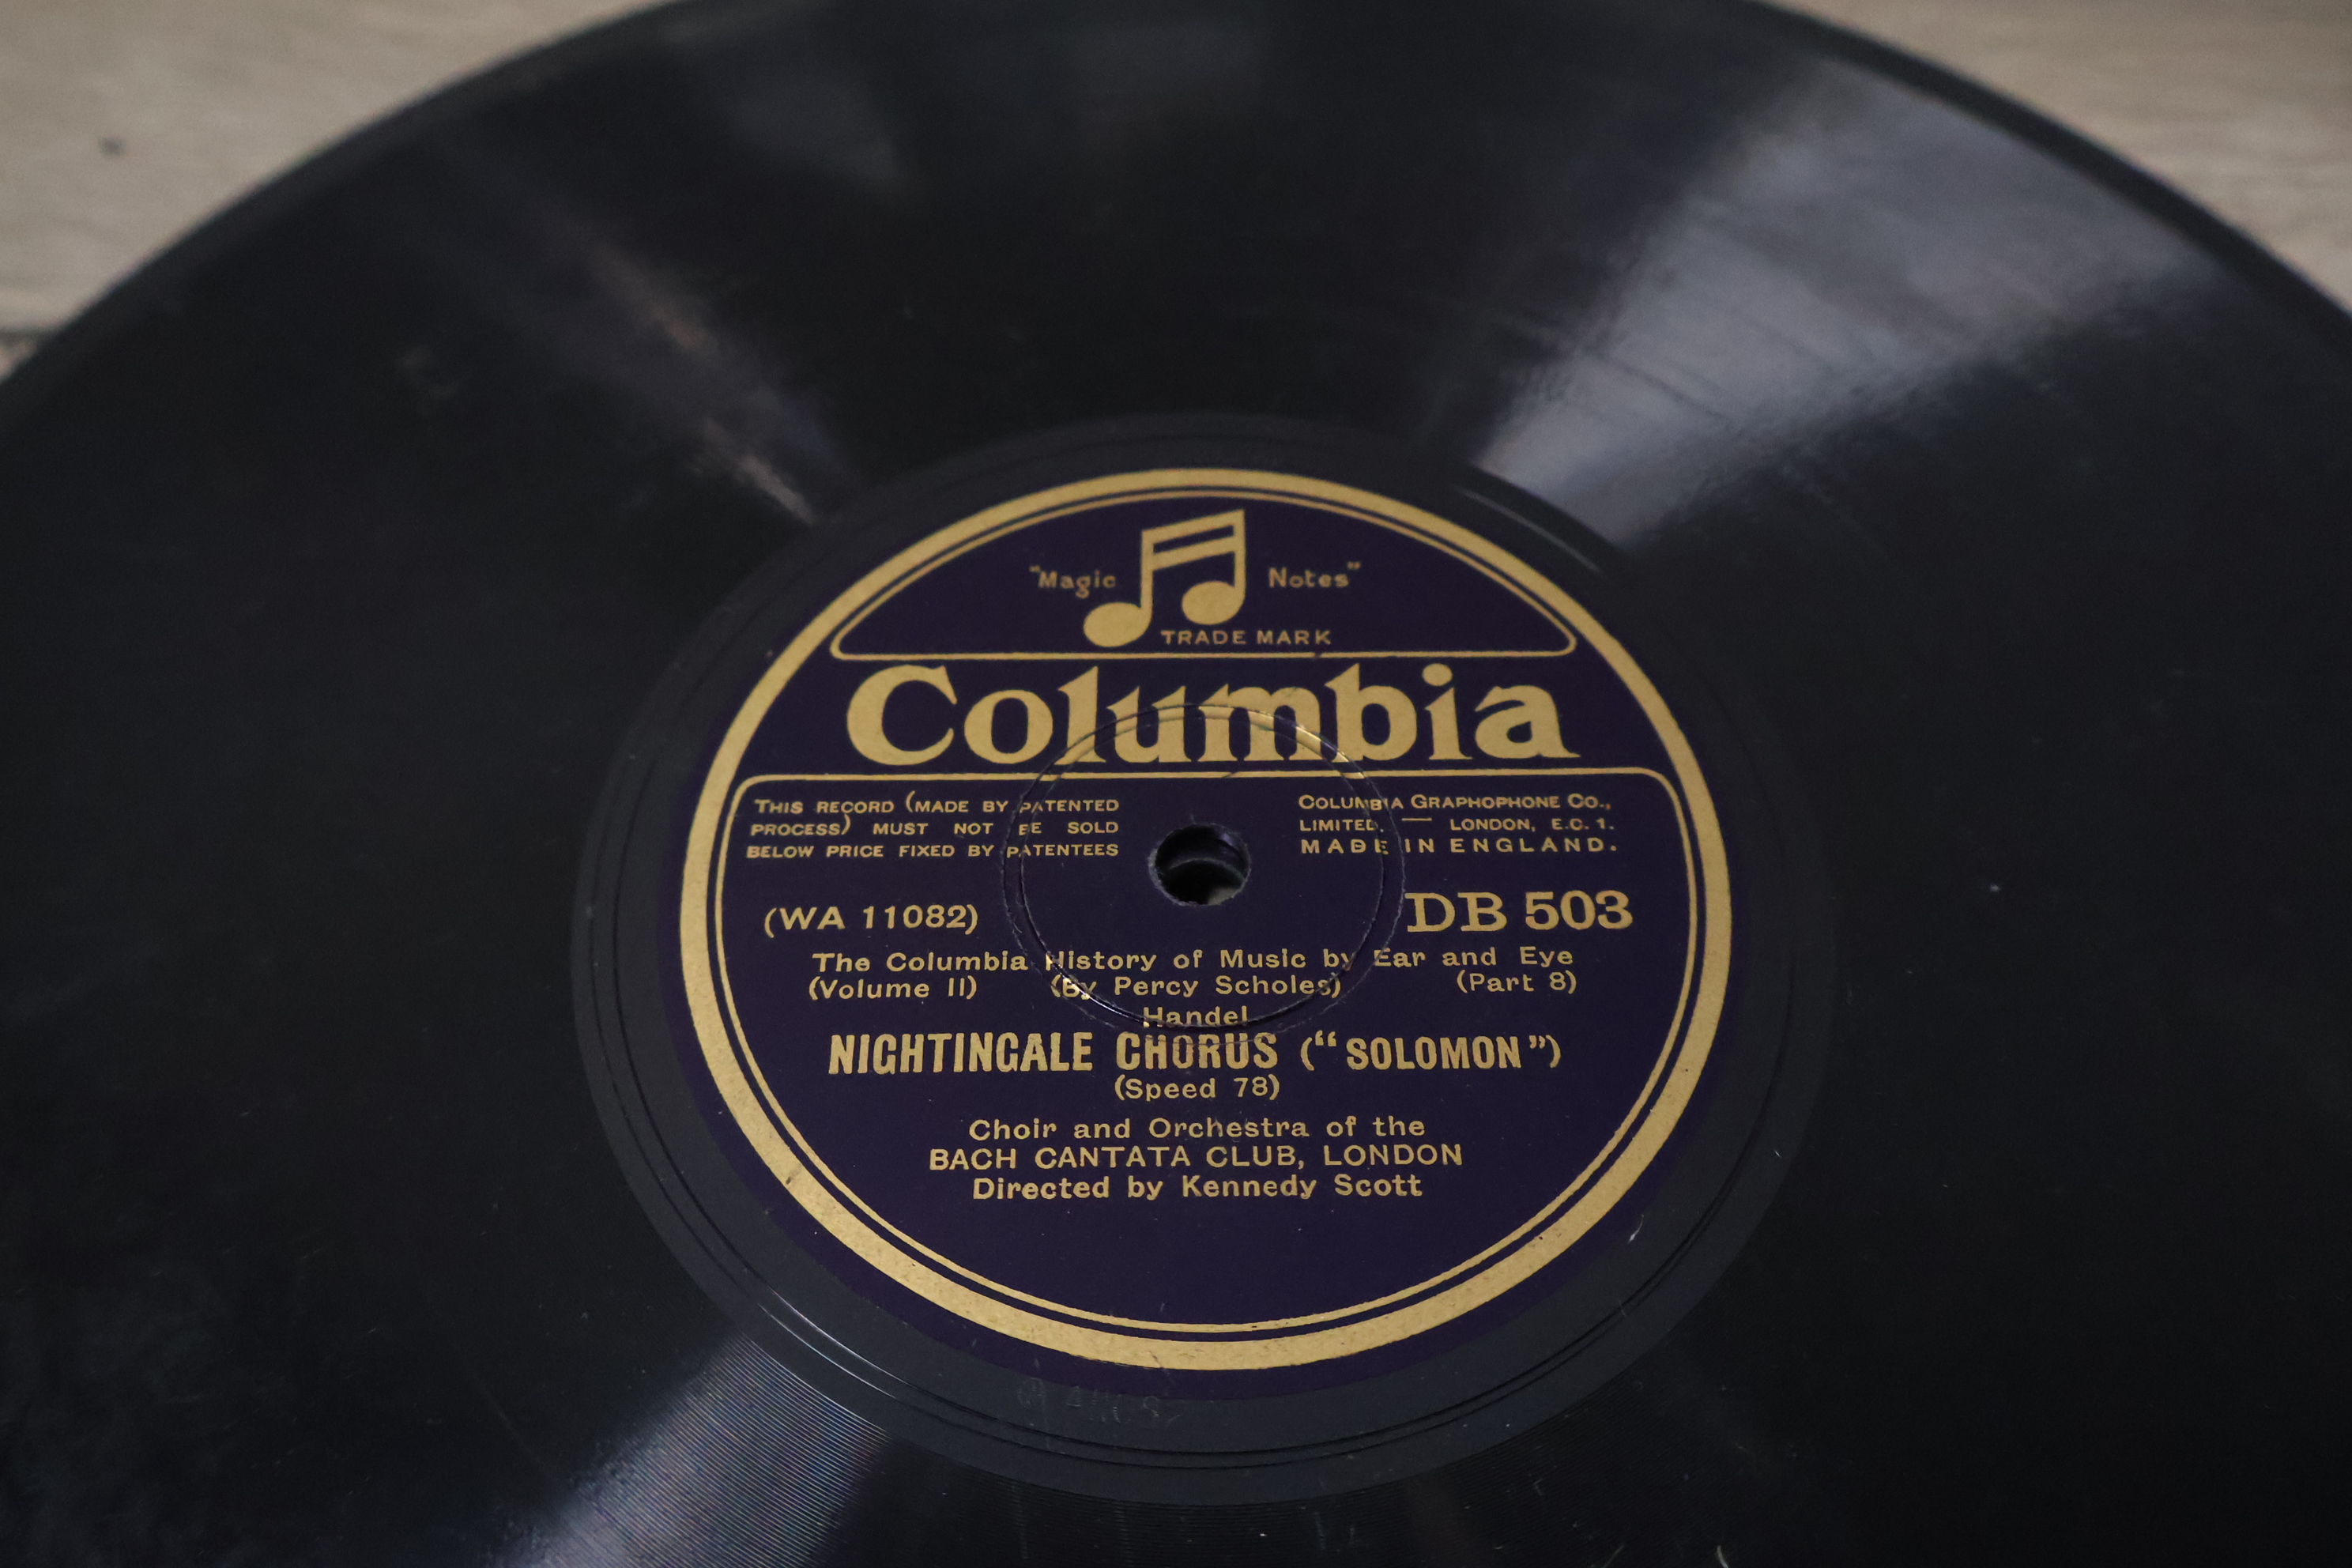 "Magic Notes"
TRADE MARK
Columbia
THIS RECORD (MADE BY PATENTED
PROCESS) MUST NOT BE SOLD
BELOW PRICE FIXED BY PATENTEES
COLUMBIA GRAPHOPHONE CO.,
LIMITED. — LONDON, E.C. 1.
MADE IN ENGLAND.
(WA 11082)
DB 503
The Columbia History of Music by Ear and Eye
(Volume II) (By Percy Scholes) (Part 8)
Handel
NIGHTINGALE CHORUS ("SOLOMON")
(Speed 78)
Choir and Orchestra of the
BACH CANTATA CLUB, LONDON
Directed by Kennedy Scott